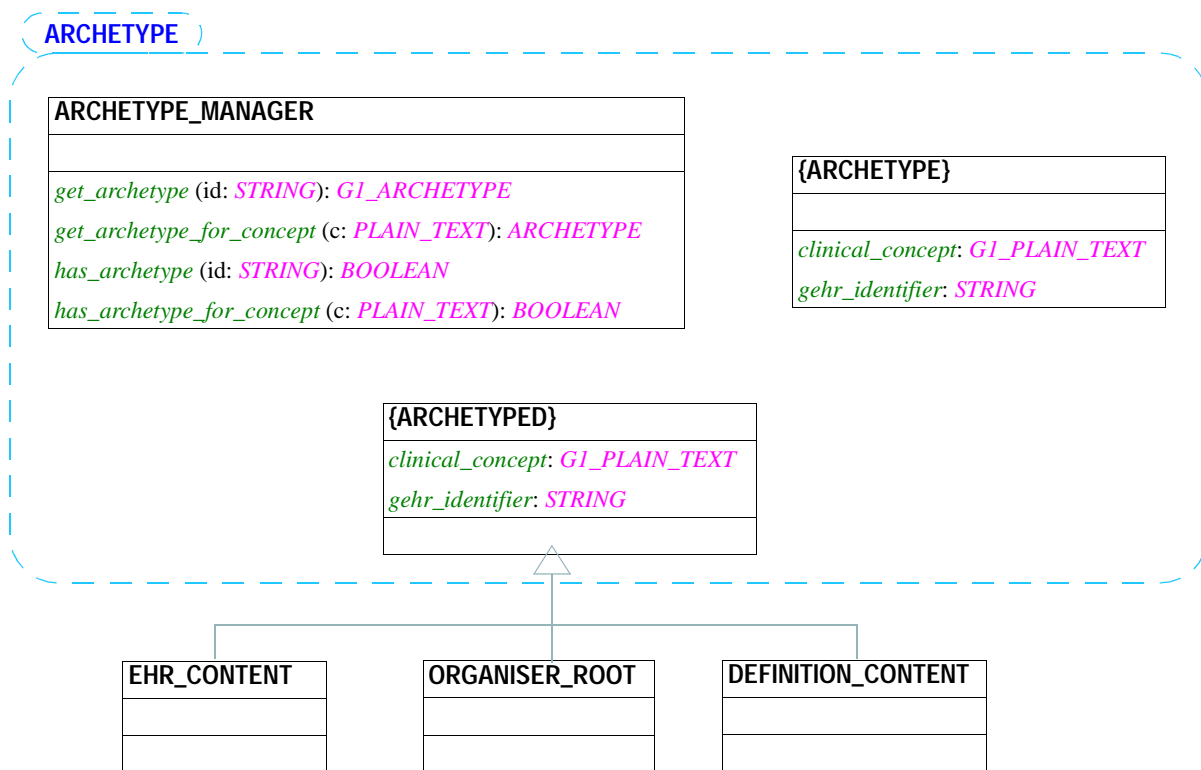 ARCHETYPE
ARCHETYPE_MANAGER
get_archetype (id: STRING): G1_ARCHETYPE
get_archetype_for_concept (c: PLAIN_TEXT): ARCHETYPE
has_archetype (id: STRING): BOOLEAN
has_archetype_for_concept (c: PLAIN_TEXT): BOOLEAN
{ARCHETYPE}
clinical_concept: G1_PLAIN_TEXT
gehr_identifier: STRING
{ARCHETYPED}
clinical_concept: G1_PLAIN_TEXT
gehr_identifier: STRING
EHR_CONTENT
ORGANISER_ROOT
DEFINITION_CONTENT